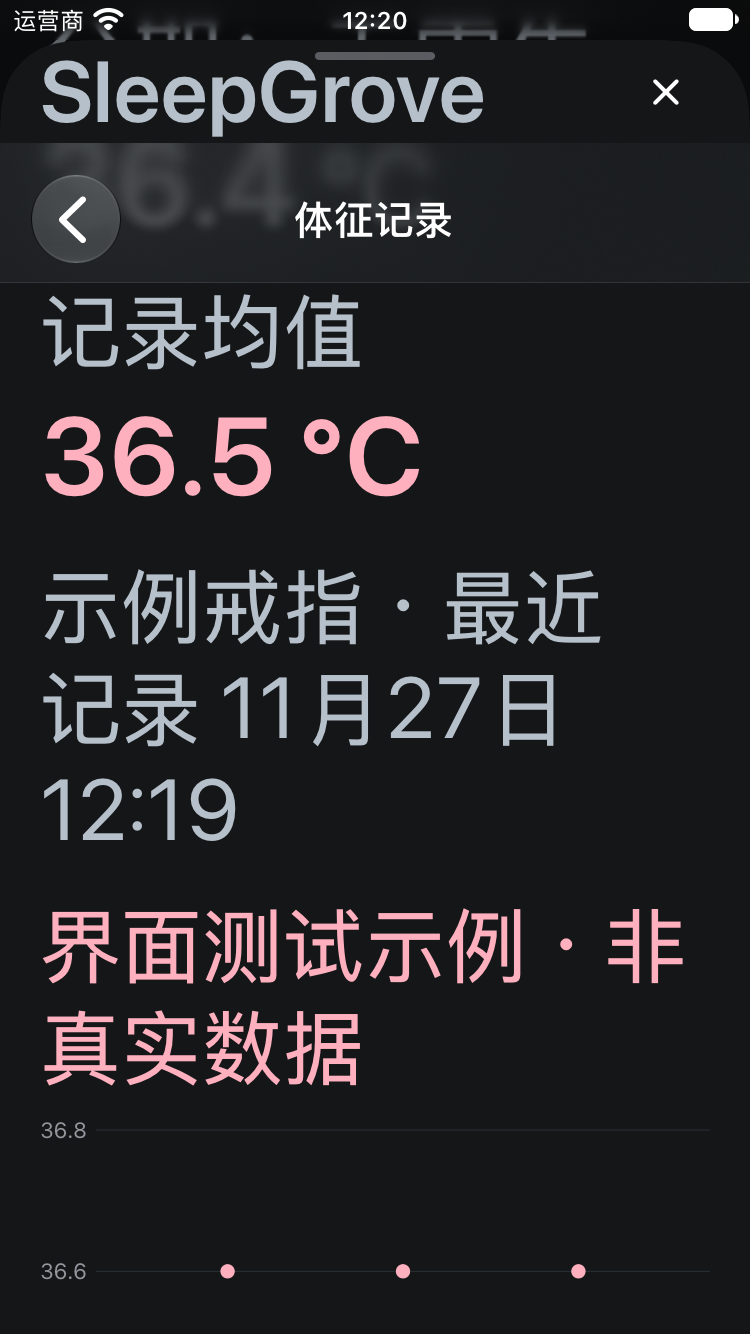 运营商 12:20
SleepGrove
36.4 °C
体征记录
记录均值
36.5 °C
示例戒指 · 最近
记录 11月27日
12:19
界面测试示例 · 非
真实数据
36.8
36.6